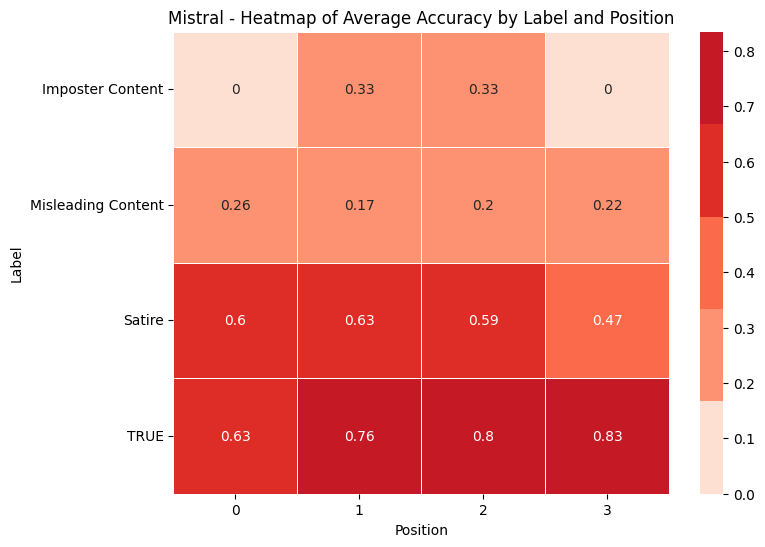 Mistral - Heatmap of Average Accuracy by Label and Position
Imposter Content 0 0.33 0.33 0
Misleading Content 0.26 0.17 0.2 0.22
Satire 0.6 0.63 0.59 0.47
TRUE 0.63 0.76 0.8 0.83
Label
0 1 2 3
Position
0.8
0.7
0.6
0.5
0.4
0.3
0.2
0.1
0.0